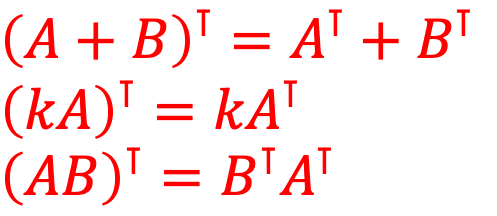 (A + B)ᵀ = Aᵀ + Bᵀ
(kA)ᵀ = kAᵀ
(AB)ᵀ = BᵀAᵀ